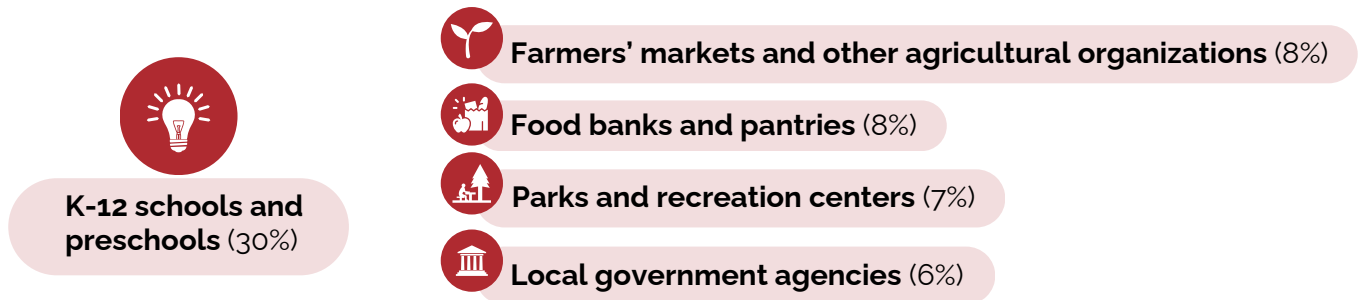 K-12 schools and
preschools (30%)
Farmers’ markets and other agricultural organizations (8%)
Food banks and pantries (8%)
Parks and recreation centers (7%)
Local government agencies (6%)